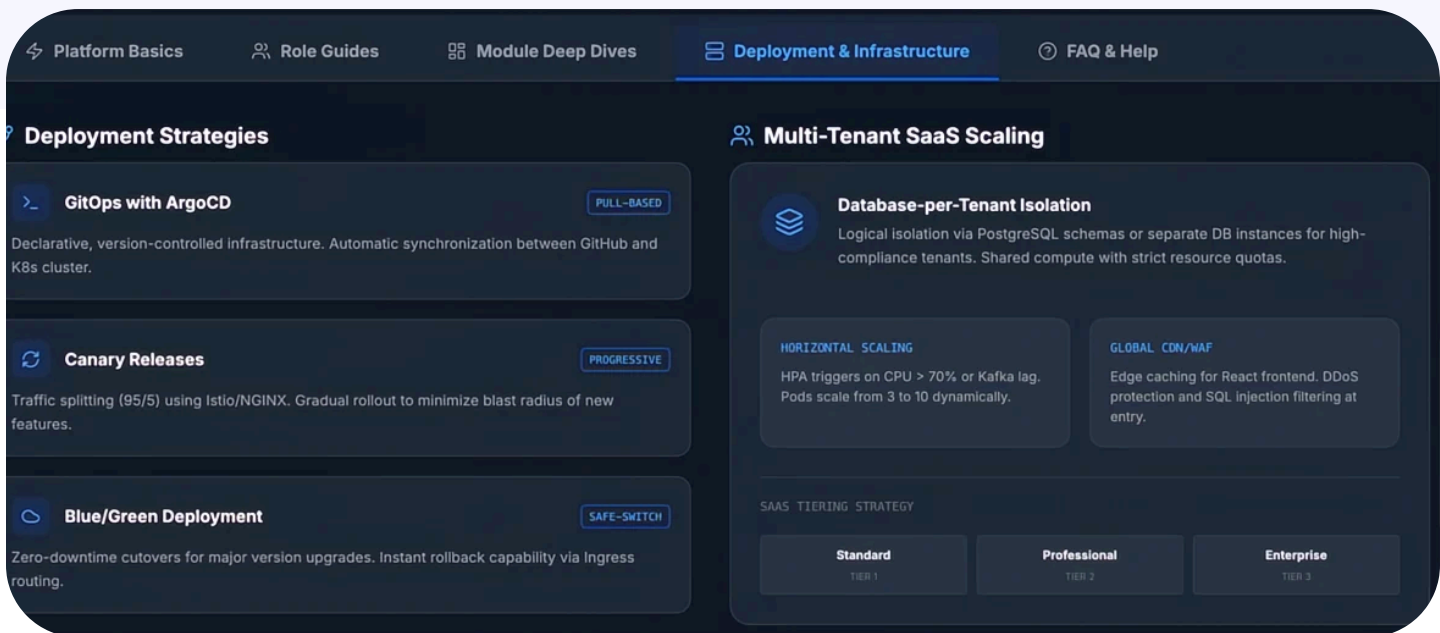 Platform Basics
Role Guides
Module Deep Dives
Deployment & Infrastructure
FAQ & Help
Deployment Strategies
GitOps with ArgoCD
PULL-BASED
Declarative, version-controlled infrastructure. Automatic synchronization between GitHub and
K8s cluster.
Canary Releases
PROGRESSIVE
Traffic splitting (95/5) using Istio/NGINX. Gradual rollout to minimize blast radius of new
features.
Blue/Green Deployment
SAFE-SWITCH
Zero-downtime cutovers for major version upgrades. Instant rollback capability via Ingress
routing.
Multi-Tenant SaaS Scaling
Database-per-Tenant Isolation
Logical isolation via PostgreSQL schemas or separate DB instances for high-
compliance tenants. Shared compute with strict resource quotas.
HORIZONTAL SCALING
HPA triggers on CPU > 70% or Kafka lag.
Pods scale from 3 to 10 dynamically.
GLOBAL CDN/WAF
Edge caching for React frontend. DDoS
protection and SQL injection filtering at
entry.
SAAS TIERING STRATEGY
Standard
TIER 1
Professional
TIER 2
Enterprise
TIER 3